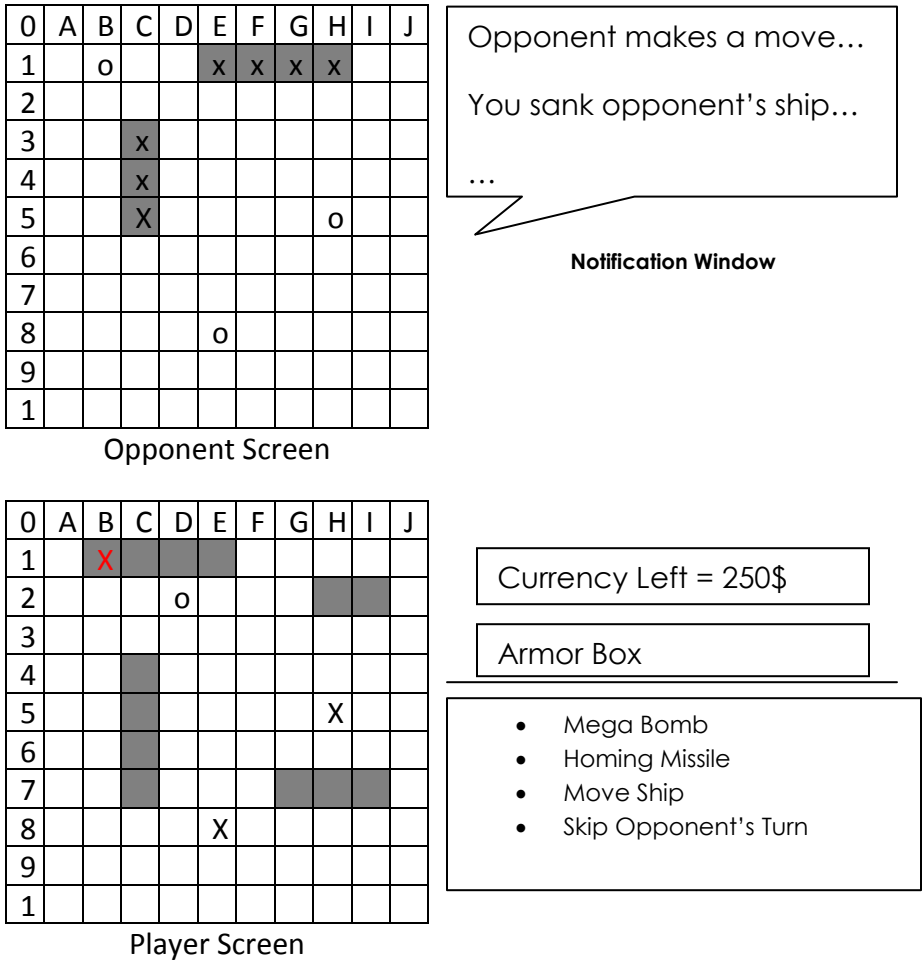 0 A B C D E F G H I J
1 o x x x x
2
3 x
4 x
5 X o
6
7
8 o
9
1
Opponent Screen
Opponent makes a move…
You sank opponent’s ship…
…
Notification Window
0 A B C D E F G H I J
1 X
2 o
3
4
5 X
6
7
8 X
9
1
Player Screen
Currency Left = 250$
Armor Box
• Mega Bomb
• Homing Missile
• Move Ship
• Skip Opponent’s Turn